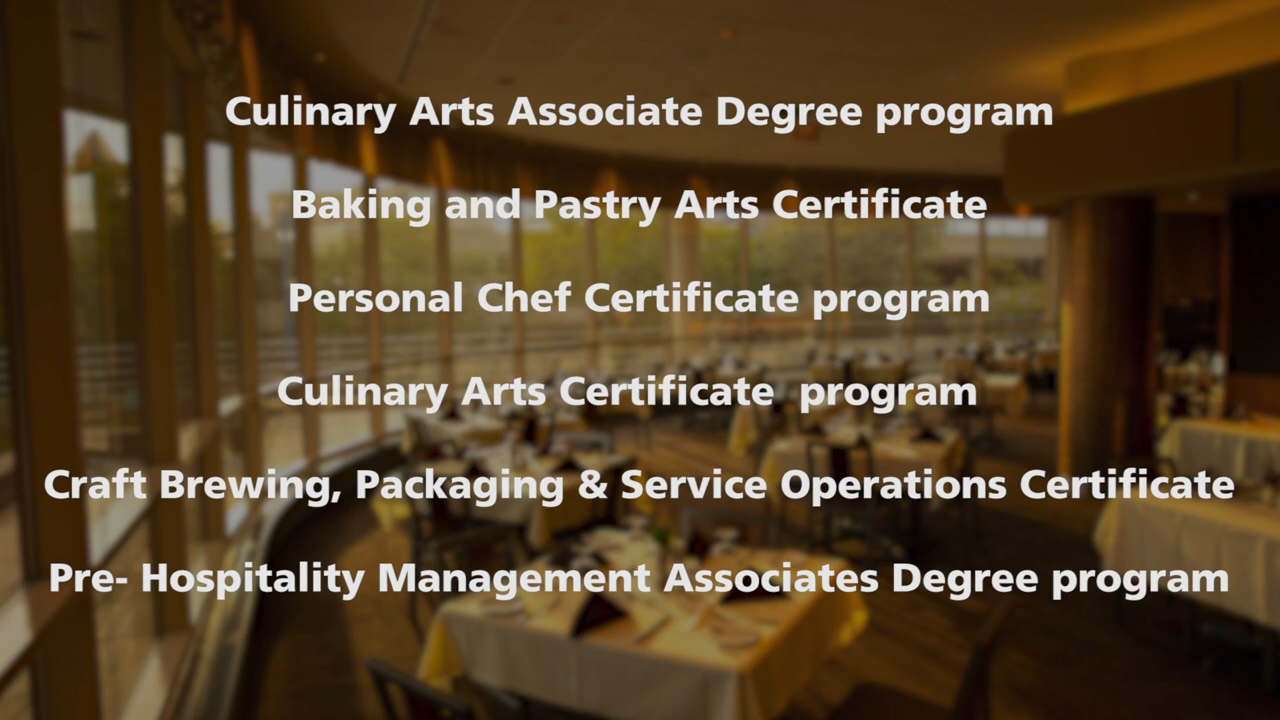 Culinary Arts Associate Degree program
Baking and Pastry Arts Certificate
Personal Chef Certificate program
Culinary Arts Certificate  program
Craft Brewing, Packaging & Service Operations Certificate
Pre- Hospitality Management Associates Degree program